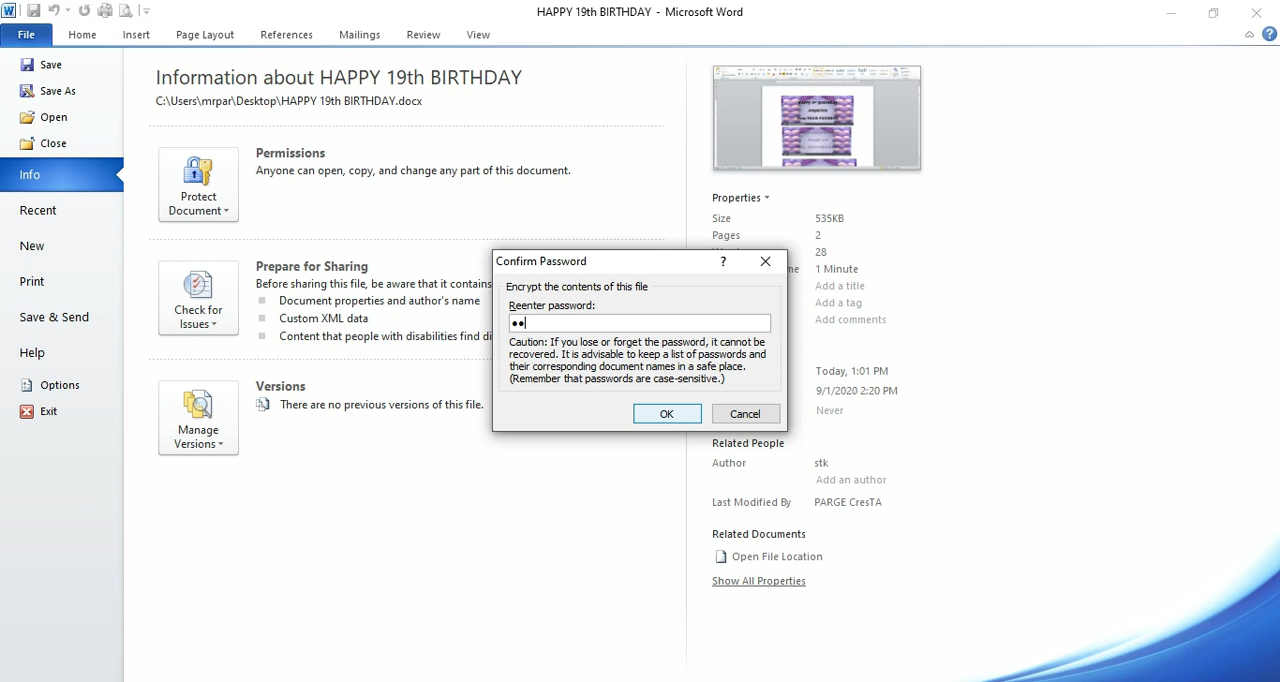 HAPPY 19th BIRTHDAY - Microsoft Word
File Home Insert Page Layout References Mailings Review View
Save
Save As
Open
Close
Info
Recent
New
Print
Save & Send
Help
Options
Exit
Information about HAPPY 19th BIRTHDAY
C:\Users\mrpar\Desktop\HAPPY 19th BIRTHDAY.docx
Protect
Document
Permissions
Anyone can open, copy, and change any part of this document.
Check for
Issues
Prepare for Sharing
Before sharing this file, be aware that it contains
Document properties and author's name
Custom XML data
Content that people with disabilities find di
Manage
Versions
Versions
There are no previous versions of this file.
Confirm Password
?
Encrypt the contents of this file
Reenter password:
Caution: If you lose or forget the password, it cannot be
recovered. It is advisable to keep a list of passwords and
their corresponding document names in a safe place.
(Remember that passwords are case-sensitive.)
OK Cancel
Properties
Size 535KB
Pages 2
28
me 1 Minute
Add a title
Add a tag
Add comments
Today, 1:01 PM
9/1/2020 2:20 PM
Never
Related People
Author stk
Add an author
Last Modified By PARGE CresTA
Related Documents
Open File Location
Show All Properties